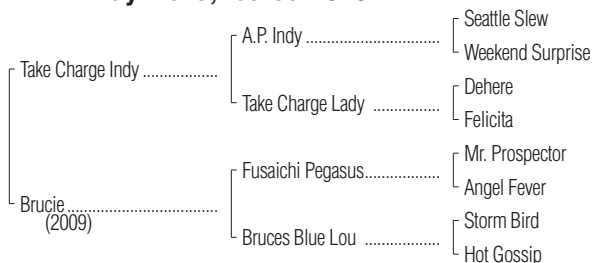 A.P. Indy
Seattle Slew
Weekend Surprise
Take Charge Indy
Take Charge Lady
Dehere
Felicita
Fusaichi Pegasus
Mr. Prospector
Angel Fever
Brucie
(2009)
Bruces Blue Lou
Storm Bird
Hot Gossip